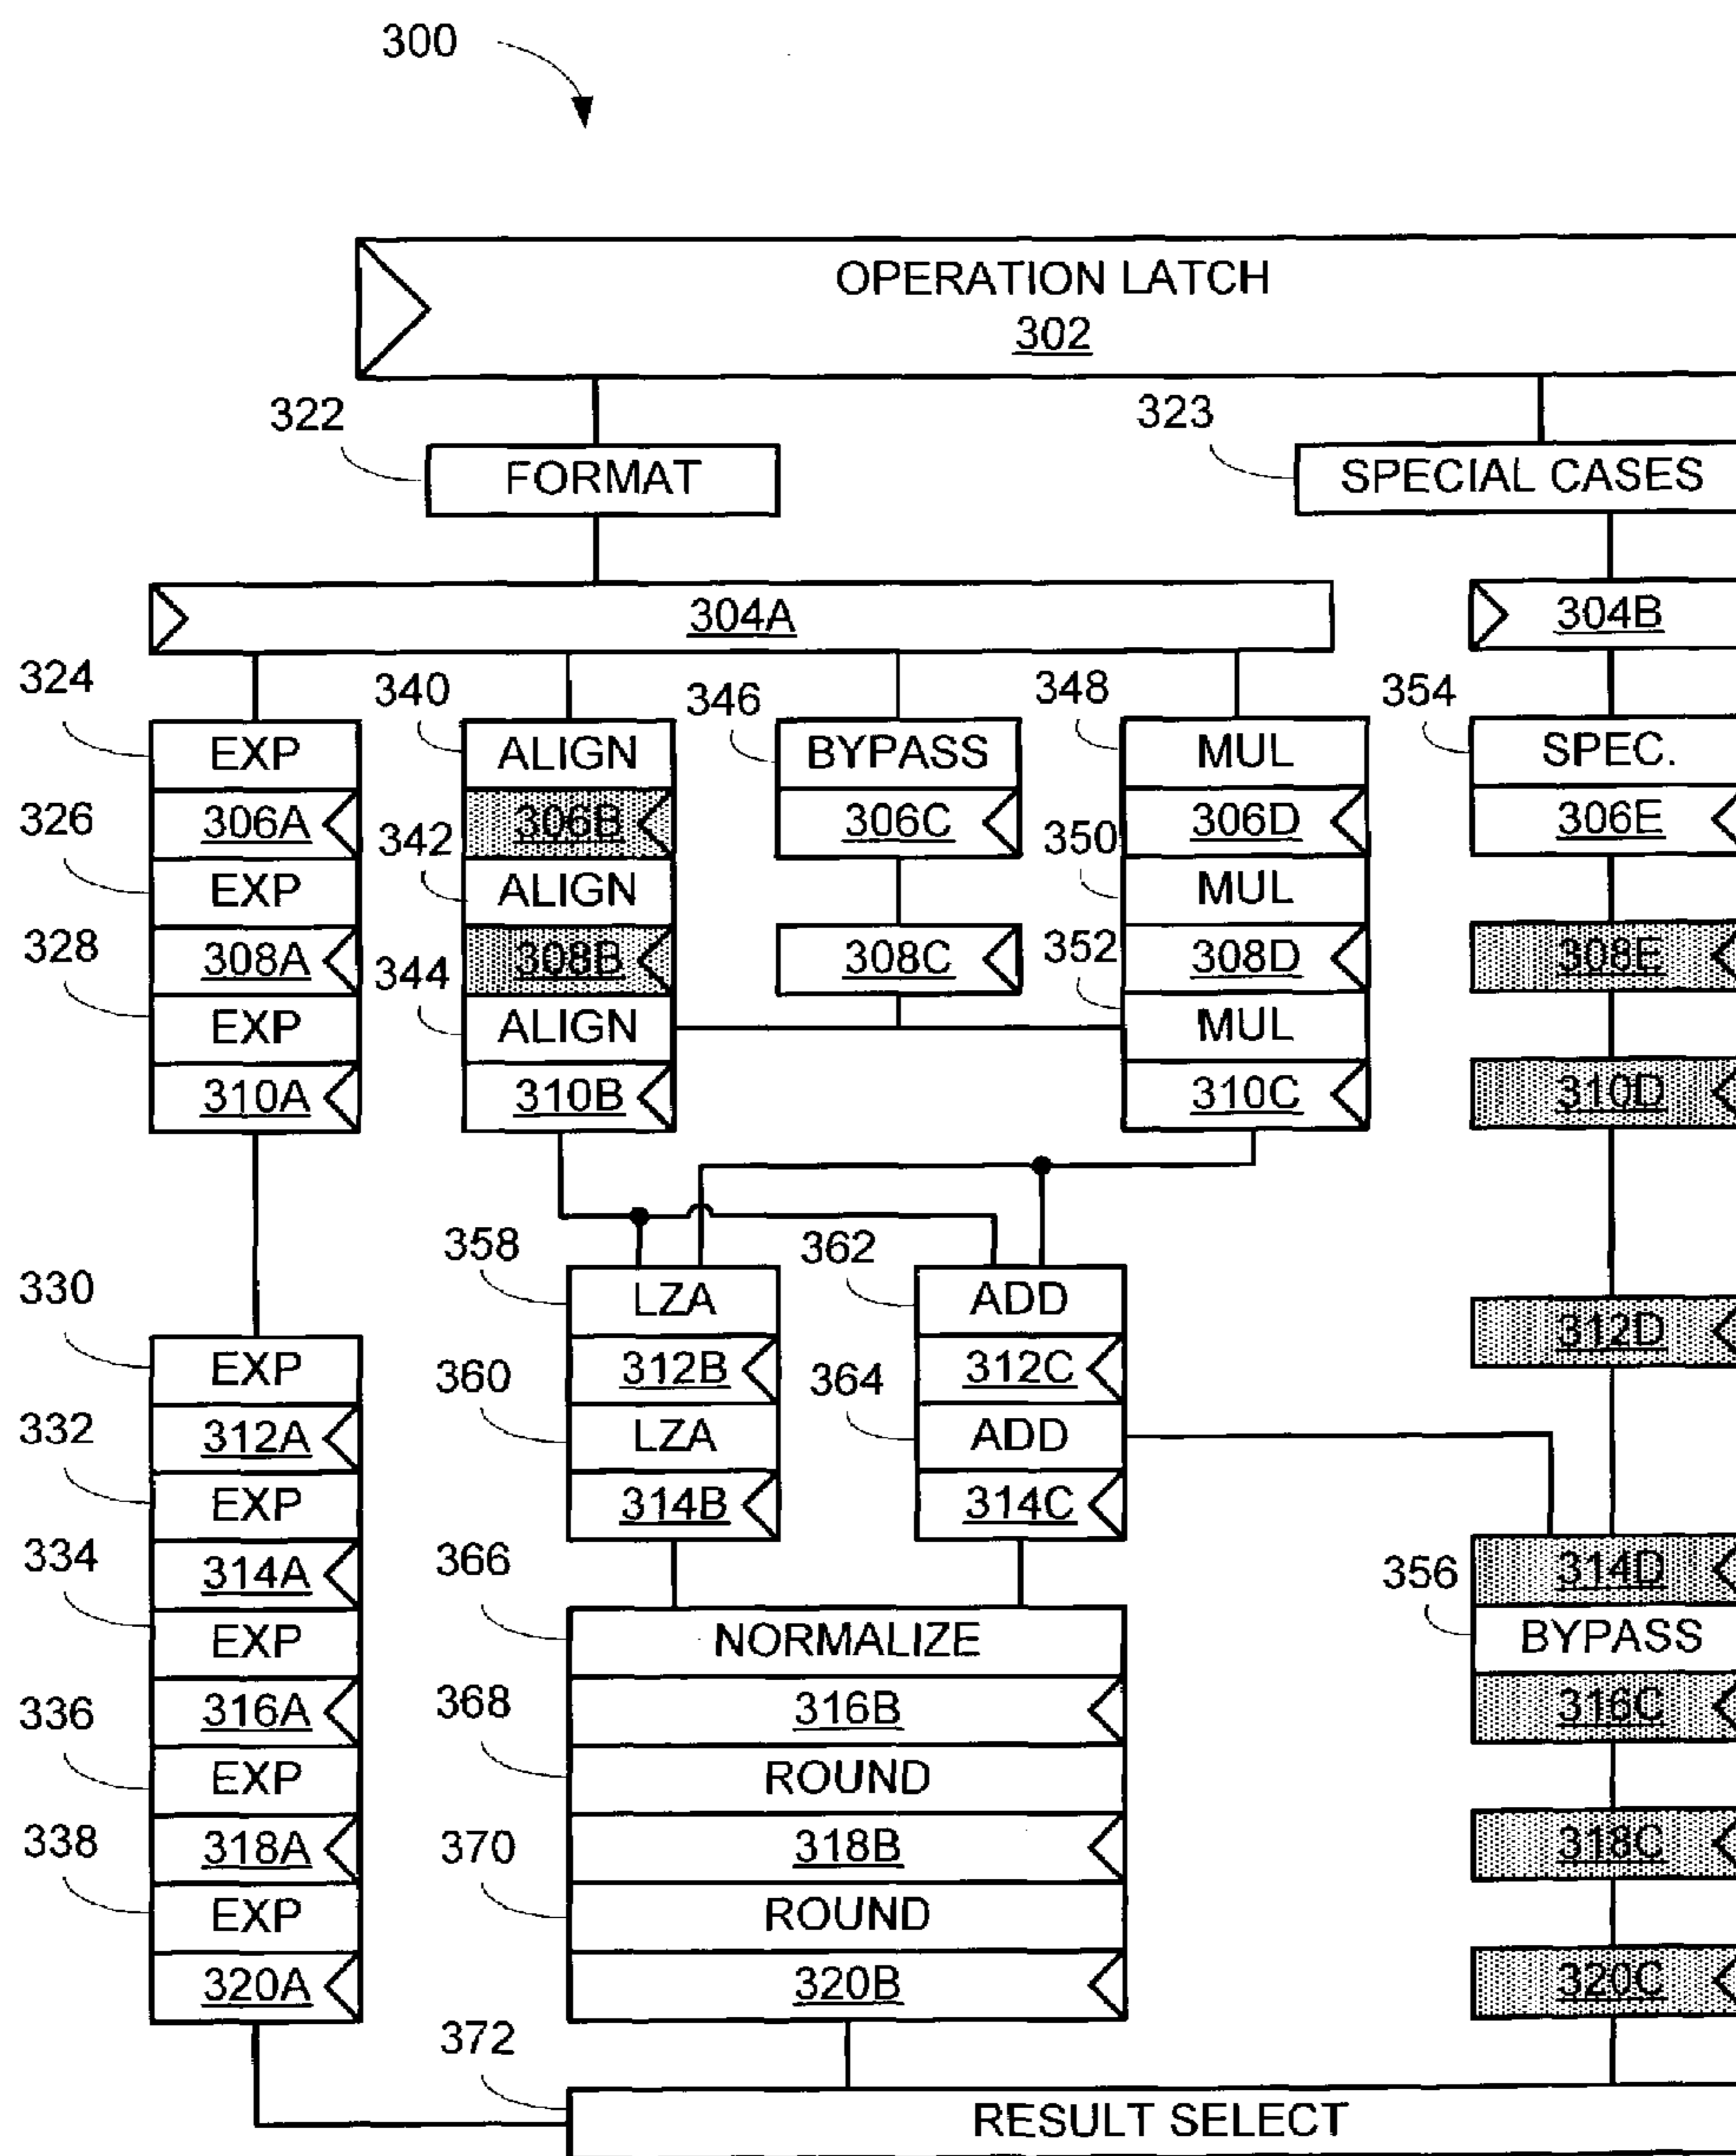 300
OPERATION LATCH
302
322
323
FORMAT
SPECIAL CASES
304A
304B
324
340
346
348
354
EXP
ALIGN
BYPASS
MUL
SPEC.
326
306A
342
306B
306C
350
306D
306E
EXP
ALIGN
MUL
328
308A
344
308B
308C
352
308D
308E
EXP
ALIGN
MUL
310A
310B
310C
310D
358
362
330
LZA
ADD
312D
EXP
360
312B
364
312C
332
312A
LZA
ADD
EXP
314B
314C
334
314A
366
356
314D
EXP
NORMALIZE
BYPASS
336
316A
368
316B
316C
EXP
ROUND
338
318A
370
318B
318C
EXP
ROUND
320A
320B
320C
372
RESULT SELECT